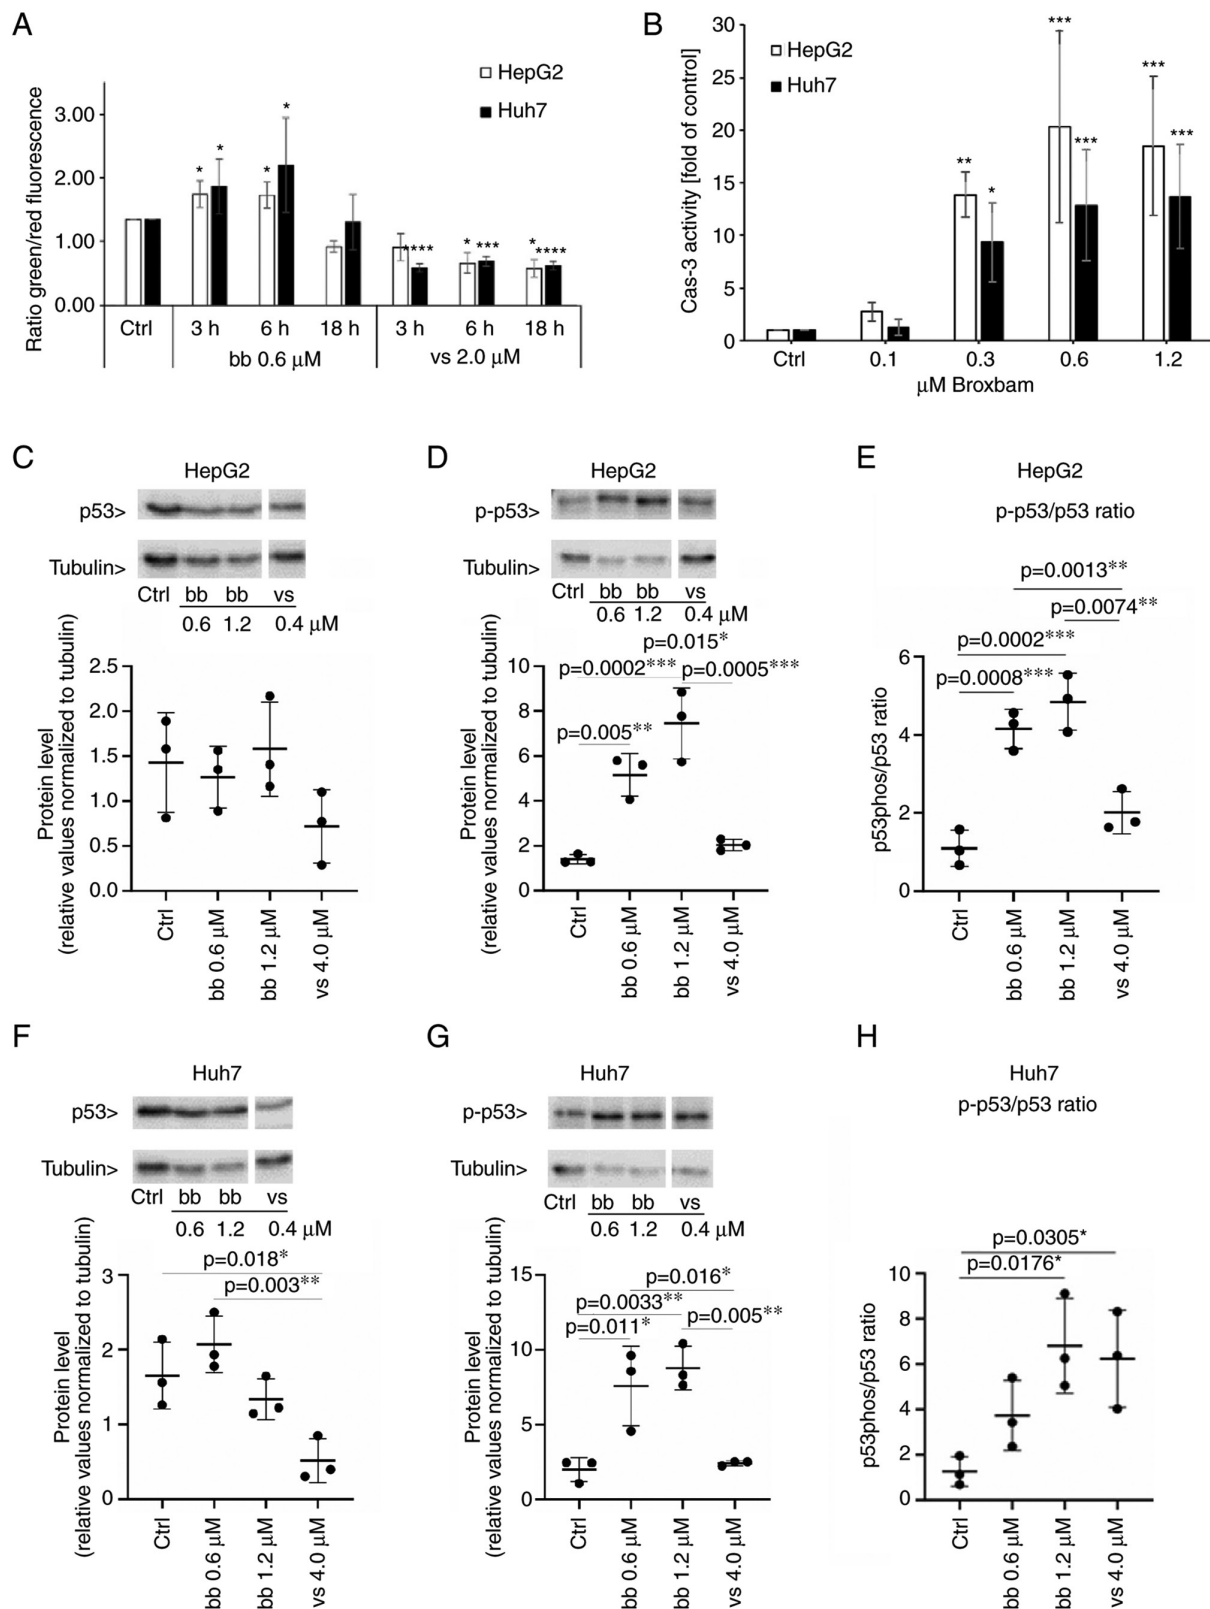 A
HepG2
Huh7
Ratio green/red fluorescence
3.00
2.00
1.00
0.00
* * * * **** * *** * ****
Ctrl 3 h 6 h 18 h 3 h 6 h 18 h
bb 0.6 μM vs 2.0 μM
B
HepG2
Huh7
Cas-3 activity [fold of control]
30
25
20
15
10
5
0
** * *** *** *** ***
Ctrl 0.1 0.3 0.6 1.2
μM Broxbam
C
HepG2
p53>
Tubulin>
Ctrl bb bb vs
0.6 1.2 0.4 μM
Protein level
(relative values normalized to tubulin)
2.5
2.0
1.5
1.0
0.5
0.0
Ctrl
bb 0.6 μM
bb 1.2 μM
vs 4.0 μM
D
HepG2
p-p53>
Tubulin>
Ctrl bb bb vs
0.6 1.2 0.4 μM
Protein level
(relative values normalized to tubulin)
p=0.015*
p=0.0002*** p=0.0005***
p=0.005**
10
8
6
4
2
0
Ctrl
bb 0.6 μM
bb 1.2 μM
vs 4.0 μM
E
HepG2
p-p53/p53 ratio
p=0.0013**
p=0.0074**
p=0.0002***
p=0.0008***
p53phos/p53 ratio
6
4
2
0
Ctrl
bb 0.6 μM
bb 1.2 μM
vs 4.0 μM
F
Huh7
p53>
Tubulin>
Ctrl bb bb vs
0.6 1.2 0.4 μM
Protein level
(relative values normalized to tubulin)
p=0.018*
p=0.003**
3
2
1
0
Ctrl
bb 0.6 μM
bb 1.2 μM
vs 4.0 μM
G
Huh7
p-p53>
Tubulin>
Ctrl bb bb vs
0.6 1.2 0.4 μM
Protein level
(relative values normalized to tubulin)
p=0.016*
p=0.0033**
p=0.011* p=0.005**
15
10
5
0
Ctrl
bb 0.6 μM
bb 1.2 μM
vs 4.0 μM
H
Huh7
p-p53/p53 ratio
p=0.0305*
p=0.0176*
p53phos/p53 ratio
10
8
6
4
2
0
Ctrl
bb 0.6 μM
bb 1.2 μM
vs 4.0 μM